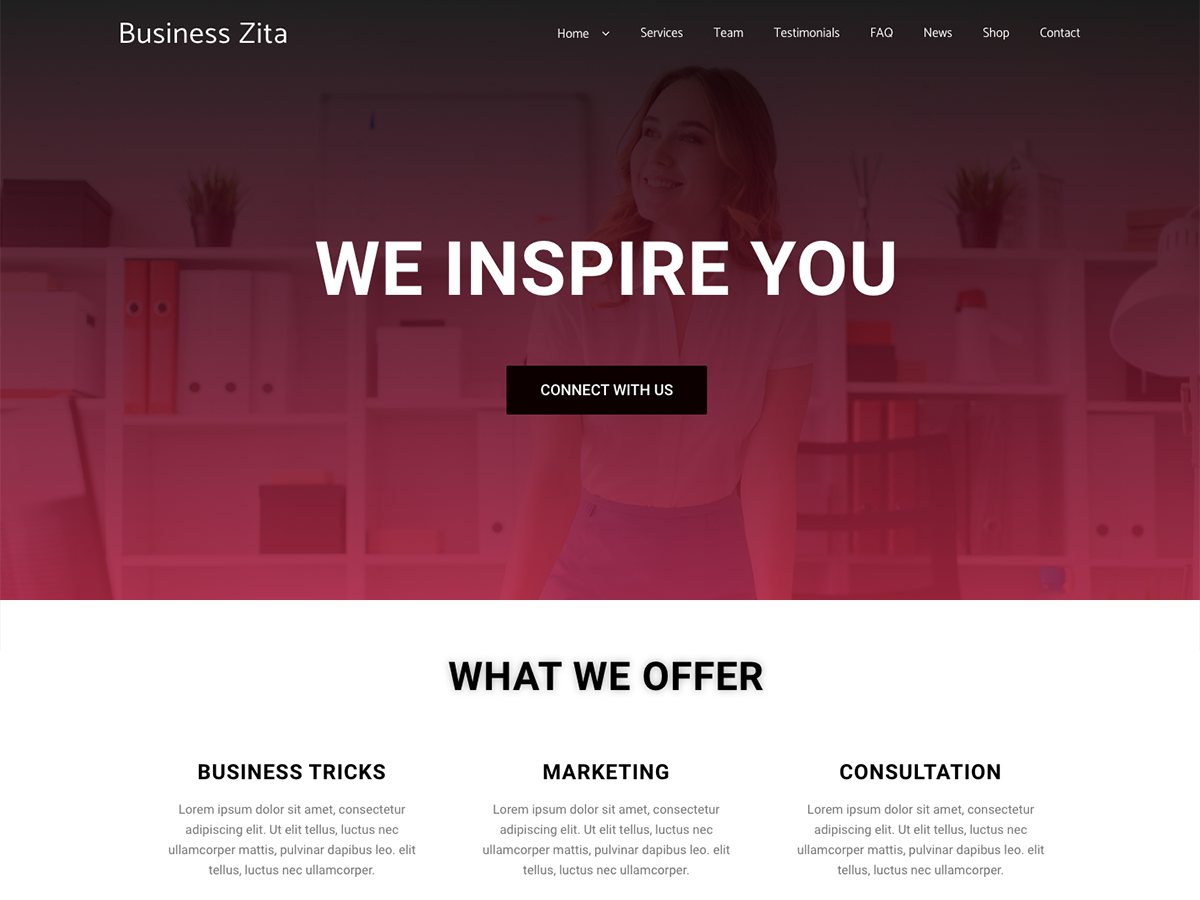 Business Zita
Home Services Team Testimonials FAQ News Shop Contact
WE INSPIRE YOU
CONNECT WITH US
WHAT WE OFFER
BUSINESS TRICKS
Lorem ipsum dolor sit amet, consectetur
adipiscing elit. Ut elit tellus, luctus nec
ullamcorper mattis, pulvinar dapibus leo. elit
tellus, luctus nec ullamcorper.
MARKETING
Lorem ipsum dolor sit amet, consectetur
adipiscing elit. Ut elit tellus, luctus nec
ullamcorper mattis, pulvinar dapibus leo. elit
tellus, luctus nec ullamcorper.
CONSULTATION
Lorem ipsum dolor sit amet, consectetur
adipiscing elit. Ut elit tellus, luctus nec
ullamcorper mattis, pulvinar dapibus leo. elit
tellus, luctus nec ullamcorper.